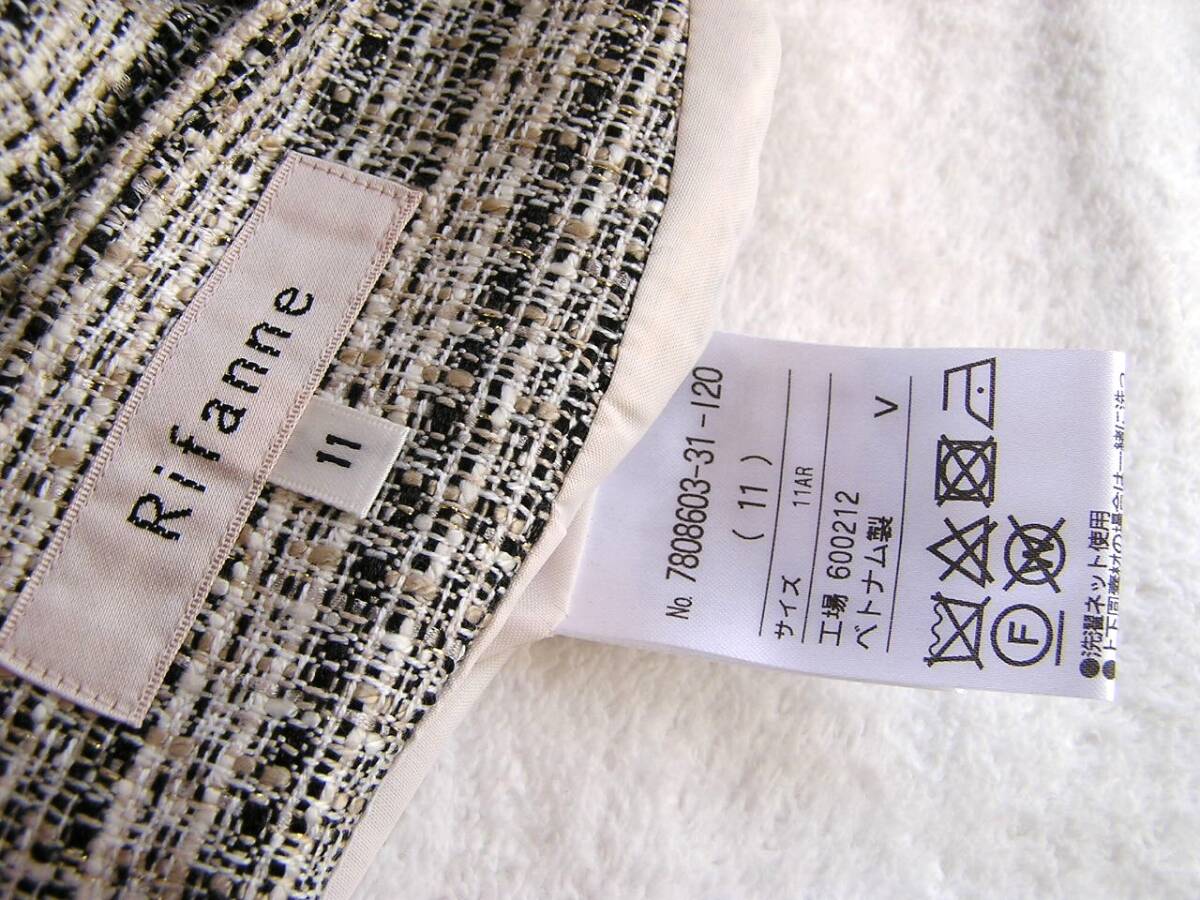 Rifanne
11
No. 7808603-31-120
( 11 )
サイズ 11AR
工場 600212
ベトナム製 V
F
W
●洗濯ネット使用